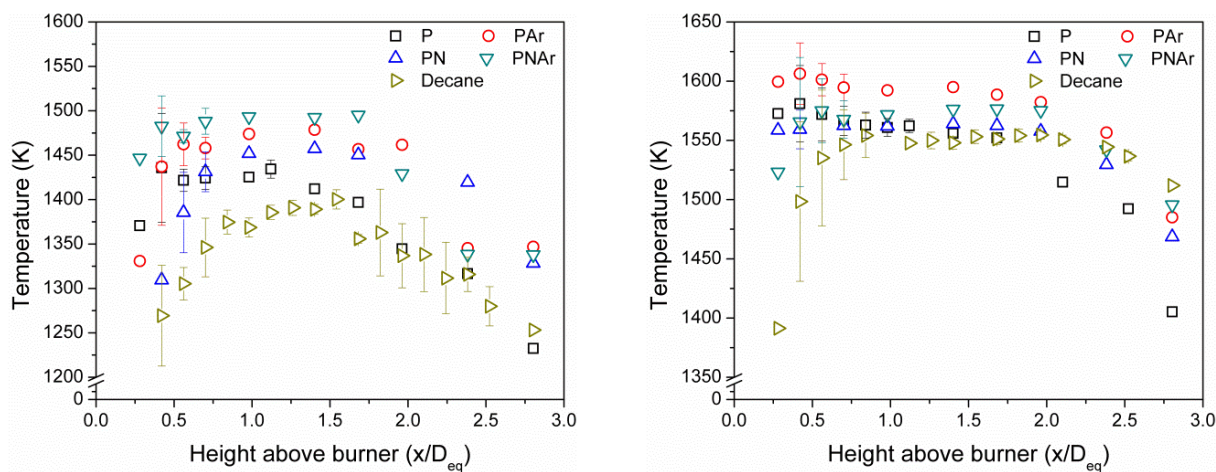 1600
1550
1500
1450
1400
1350
1300
1250
1200
0
Temperature (K)
P PAr
PN PNAr
Decane
0.0 0.5 1.0 1.5 2.0 2.5 3.0
Height above burner (x/Deq)
1650
1600
1550
1500
1450
1400
1350
0
Temperature (K)
P PAr
PN PNAr
Decane
0.0 0.5 1.0 1.5 2.0 2.5 3.0
Height above burner (x/Deq)